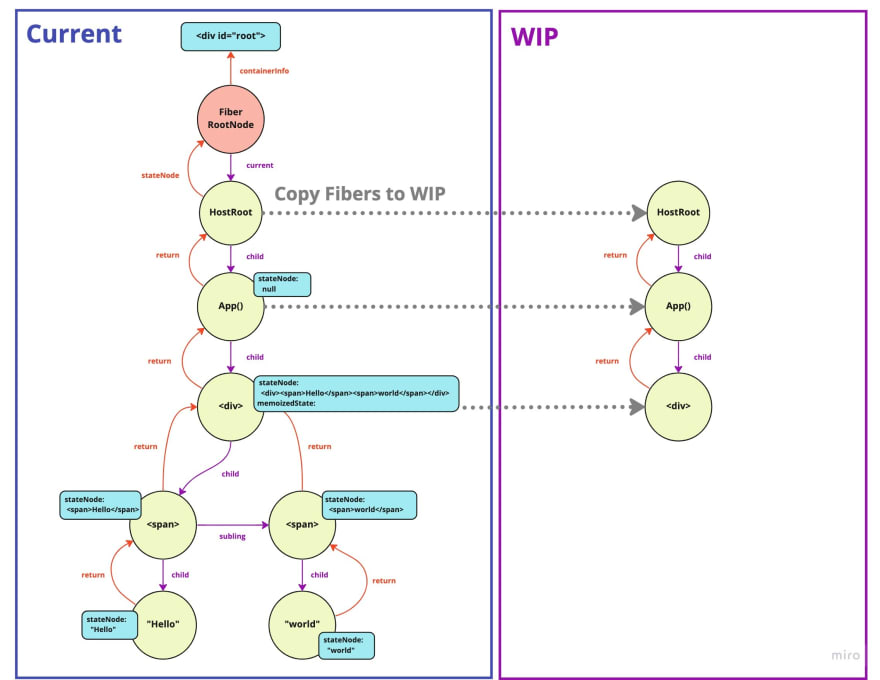 Current
WIP
<div id="root">
containerInfo
Fiber
RootNode
current
stateNode
Copy Fibers to WIP
HostRoot
HostRoot
return
child
return
child
stateNode:
null
App()
App()
return
child
return
child
stateNode:
<div><span>Hello</span><span>world</span></div>
memoizedState:
<div>
<div>
return
return
child
stateNode:
<span>Hello</span>
<span>
subling
stateNode:
<span>world</span>
<span>
return
child
child
return
stateNode:
"Hello"
"Hello"
"world"
stateNode:
"world"
miro